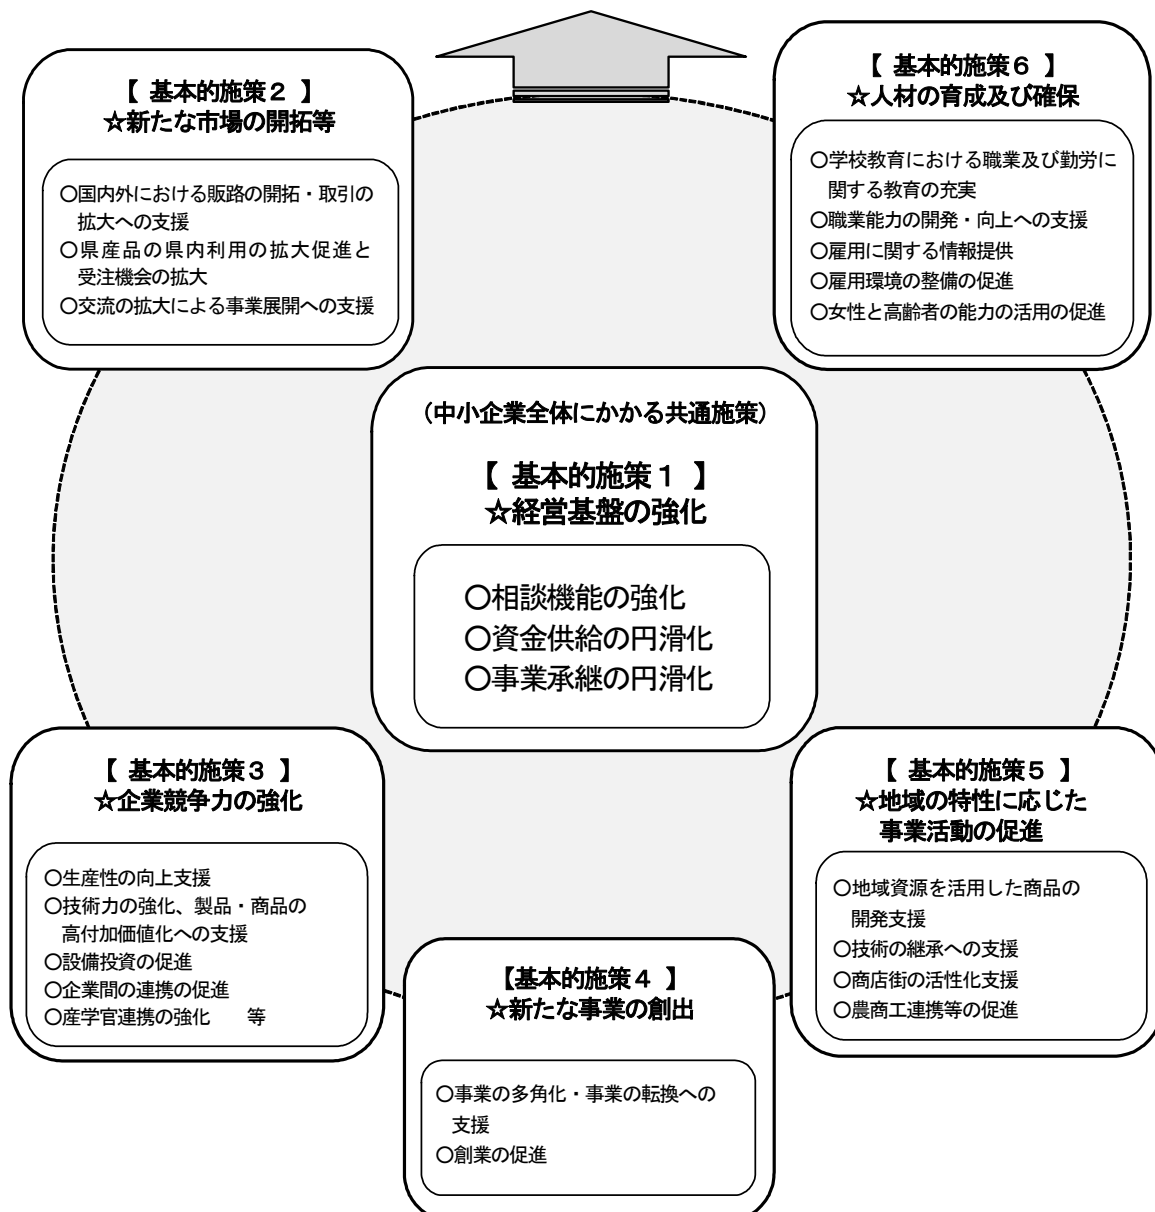 【 基本的施策２ 】
☆新たな市場の開拓等
○国内外における販路の開拓・取引の
拡大への支援
○県産品の県内利用の拡大促進と
受注機会の拡大
○交流の拡大による事業展開への支援
【 基本的施策６ 】
☆人材の育成及び確保
○学校教育における職業及び勤労に
関する教育の充実
○職業能力の開発・向上への支援
○雇用に関する情報提供
○雇用環境の整備の促進
○女性と高齢者の能力の活用の促進
（中小企業全体にかかる共通施策）
【 基本的施策１ 】
☆経営基盤の強化
○相談機能の強化
○資金供給の円滑化
○事業承継の円滑化
【 基本的施策３ 】
☆企業競争力の強化
○生産性の向上支援
○技術力の強化、製品・商品の
高付加価値化への支援
○設備投資の促進
○企業間の連携の促進
○産学官連携の強化　　等
【基本的施策４ 】
☆新たな事業の創出
○事業の多角化・事業の転換への
支援
○創業の促進
【 基本的施策５ 】
☆地域の特性に応じた
事業活動の促進
○地域資源を活用した商品の
開発支援
○技術の継承への支援
○商店街の活性化支援
○農商工連携等の促進